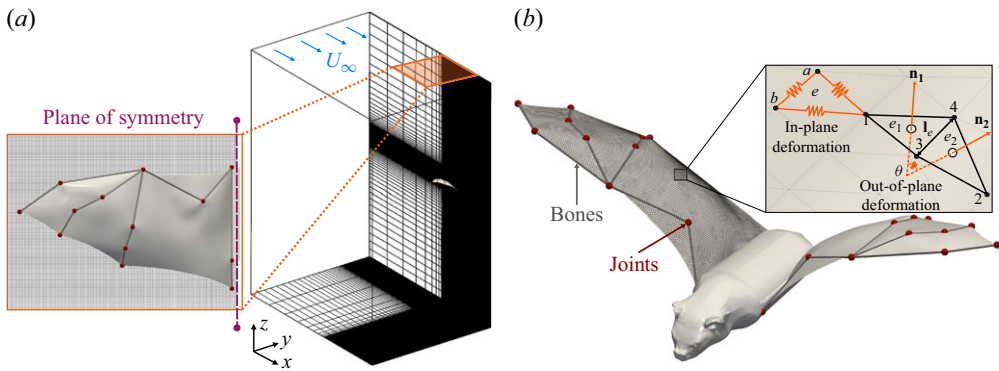 (a)
U∞
Plane of symmetry
z
y
x
(b)
a
b
e
1
In-plane
deformation
n1
4
e1
le
n2
3
e2
θ
Out-of-plane
deformation
2
Bones
Joints